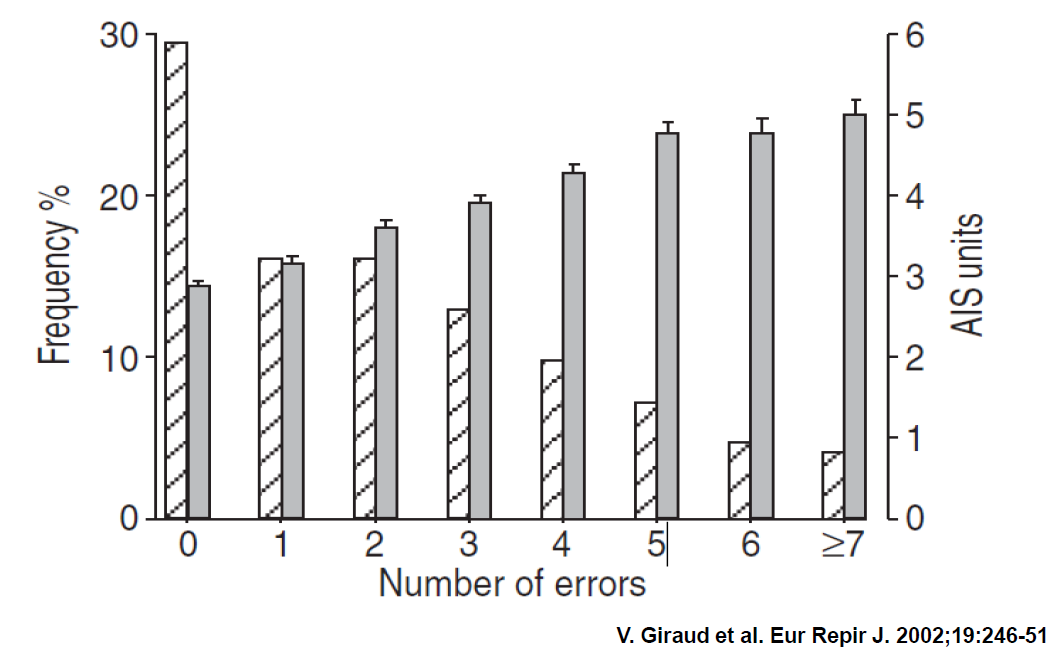 30
20
10
0
Frequency %
6
5
4
3
2
1
0
AIS units
0 1 2 3 4 5 6 ≥7
Number of errors
V. Giraud et al. Eur Repir J. 2002;19:246-51